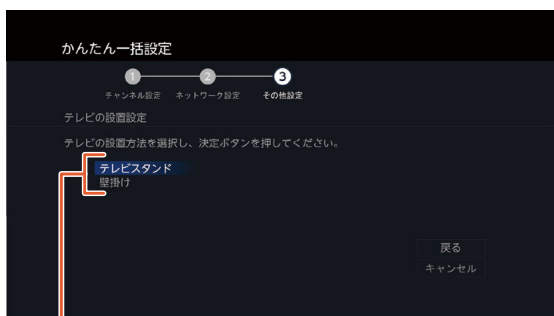 かんたん一括設定
1 2 3
チャンネル設定 ネットワーク設定 その他設定
テレビの設置設定
テレビの設置方法を選択し、決定ボタンを押してください。
テレビスタンド
壁掛け
戻る
キャンセル